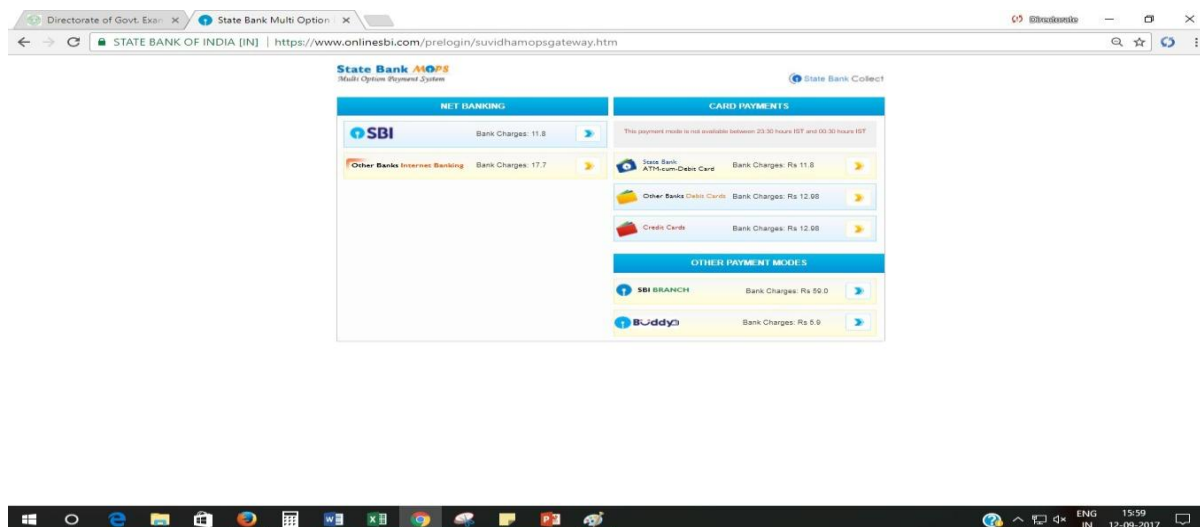 Directorate of Govt. Exan
State Bank Multi Option
Directorate
STATE BANK OF INDIA [IN] | https://www.onlinesbi.com/prelogin/suvidhamopsgateway.htm
State Bank MOPS
Multi Option Payment System
State Bank Collect
NET BANKING
SBI Bank Charges: 11.8
Other Banks Internet Banking Bank Charges: 17.7
CARD PAYMENTS
This payment mode is not available between 23:30 hours IST and 00:30 hours IST
State Bank
ATM-cum-Debit Card Bank Charges: Rs 11.8
Other Banks Debit Cards Bank Charges: Rs 12.98
Credit Cards Bank Charges: Rs 12.98
OTHER PAYMENT MODES
SBI BRANCH Bank Charges: Rs 59.0
Buddy Bank Charges: Rs 5.9
ENG
IN
15:59
12-09-2017